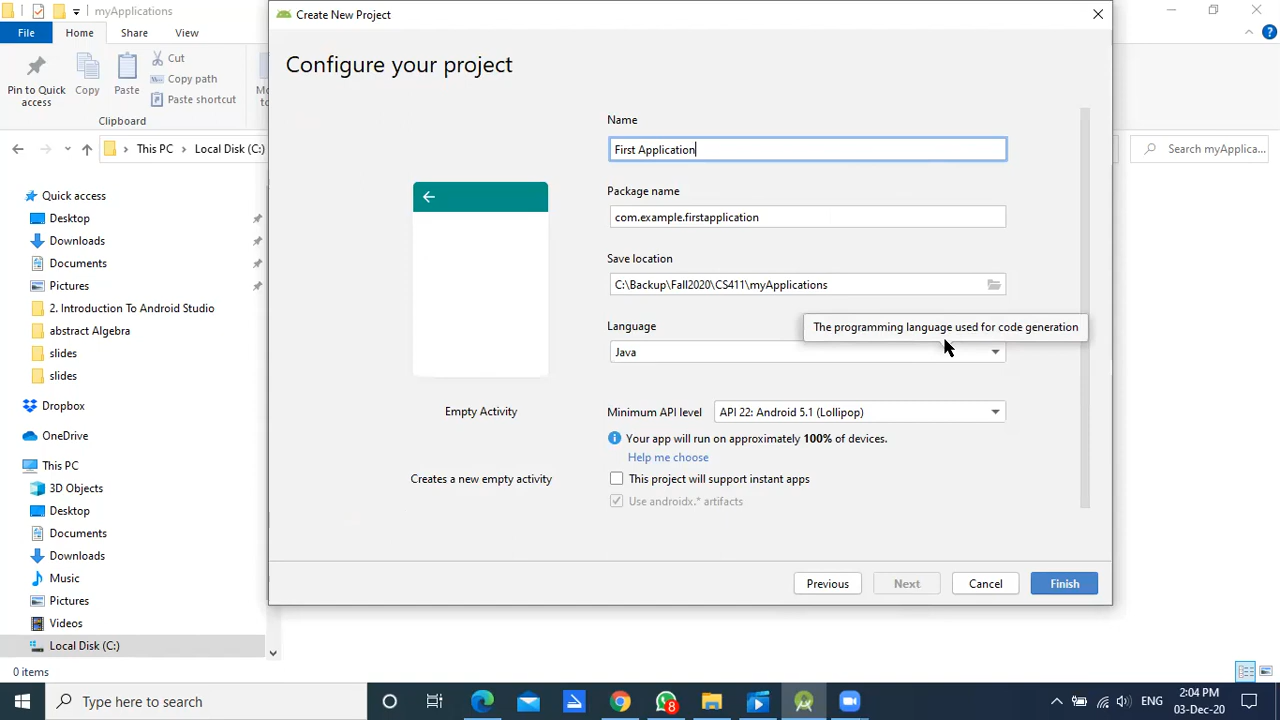 myApplications
File
Home
Share
View
Pin to Quick access
Copy
Paste
Cut
Copy path
Paste shortcut
Mo
to
Clipboard
This PC
Local Disk (C:)
Search myApplica...
Quick access
Desktop
Downloads
Documents
Pictures
2. Introduction To Android Studio
abstract Algebra
slides
slides
Dropbox
OneDrive
This PC
3D Objects
Desktop
Documents
Downloads
Music
Pictures
Videos
Local Disk (C:)
0 items
Create New Project
Configure your project
Name
First Application
Package name
com.example.firstapplication
Save location
C:\Backup\Fall2020\CS411\myApplications
Language
The programming language used for code generation
Java
Empty Activity
Minimum API level
API 22: Android 5.1 (Lollipop)
Your app will run on approximately 100% of devices.
Help me choose
Creates a new empty activity
This project will support instant apps
Use androidx.* artifacts
Previous
Next
Cancel
Finish
Type here to search
8
ENG
2:04 PM
03-Dec-20